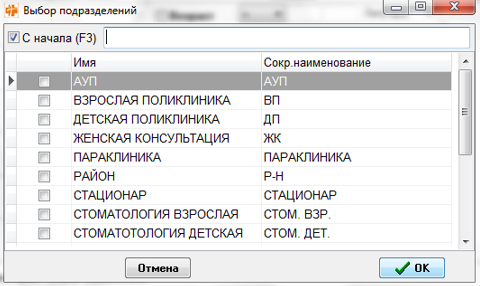 Выбор подразделений
С начала (F3)
Имя Сокр.наименование
АУП АУП
ВЗРОСЛАЯ ПОЛИКЛИНИКА ВП
ДЕТСКАЯ ПОЛИКЛИНИКА ДП
ЖЕНСКАЯ КОНСУЛЬТАЦИЯ ЖК
ПАРАКЛИНИКА ПАРАКЛИНИКА
РАЙОН Р-Н
СТАЦИОНАР СТАЦИОНАР
СТОМАТОЛОГИЯ ВЗРОСЛАЯ СТОМ. ВЗР.
СТОМАТОТОЛОГИЯ ДЕТСКАЯ СТОМ. ДЕТ.
Отмена OK